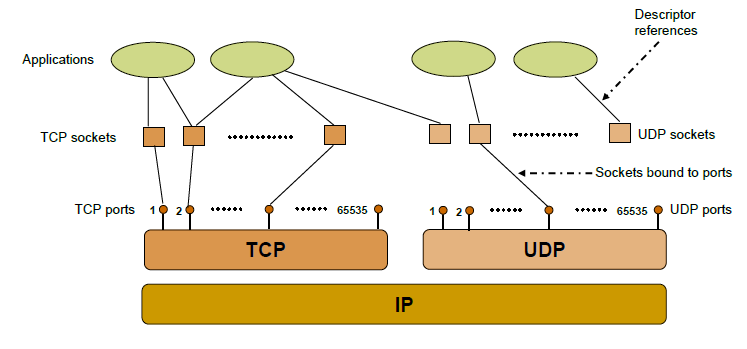 Descriptor
references
Applications
TCP sockets
UDP sockets
Sockets bound to ports
TCP ports
1
2
65535
1
2
65535
UDP ports
TCP
UDP
IP